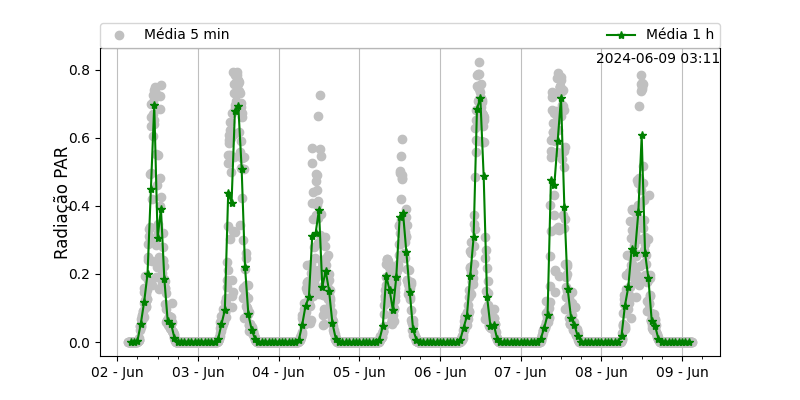 Média 5 min
Média 1 h
2024-06-09 03:11
Radiação PAR
0.8
0.6
0.4
0.2
0.0
02 - Jun
03 - Jun
04 - Jun
05 - Jun
06 - Jun
07 - Jun
08 - Jun
09 - Jun